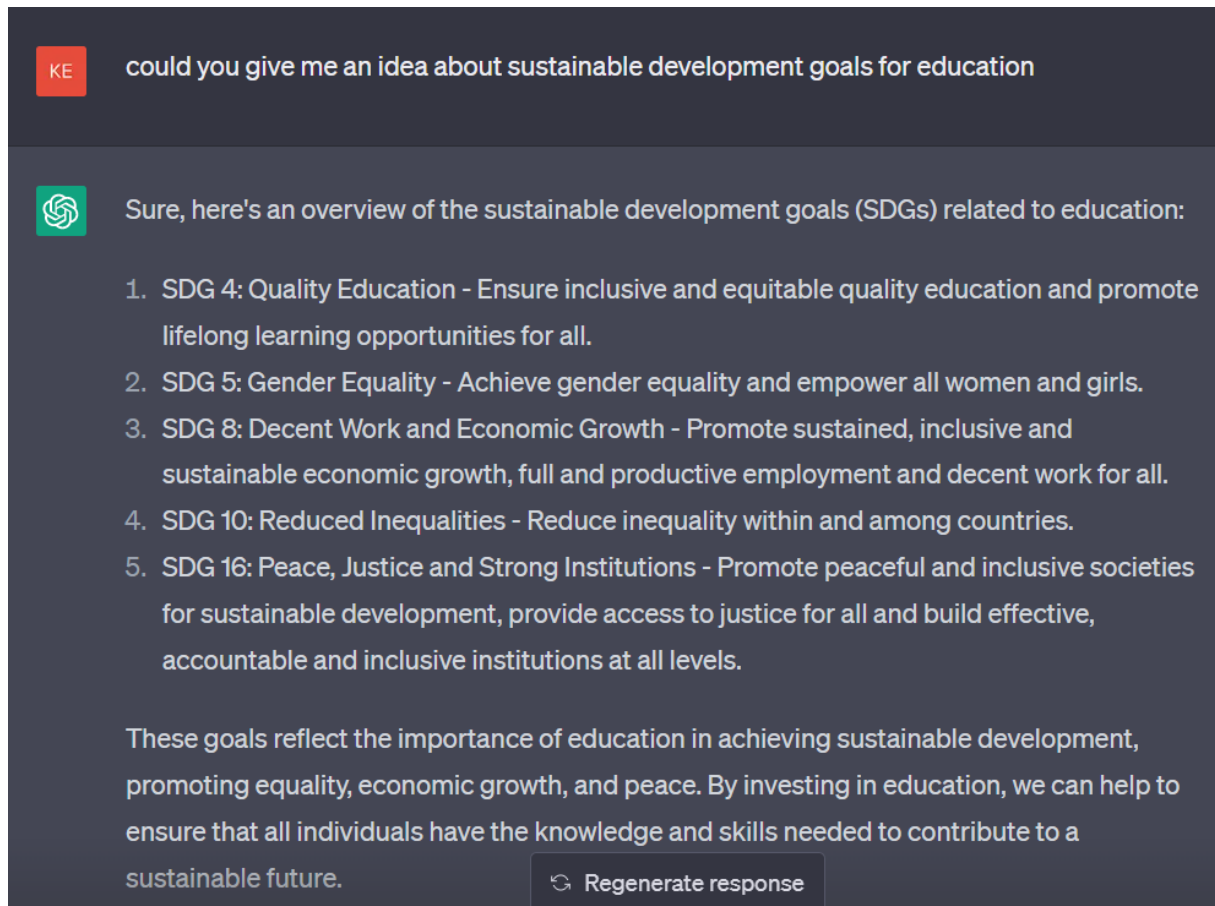 KE
could you give me an idea about sustainable development goals for education
Sure, here's an overview of the sustainable development goals (SDGs) related to education:
1. SDG 4: Quality Education - Ensure inclusive and equitable quality education and promote
lifelong learning opportunities for all.
2. SDG 5: Gender Equality - Achieve gender equality and empower all women and girls.
3. SDG 8: Decent Work and Economic Growth - Promote sustained, inclusive and
sustainable economic growth, full and productive employment and decent work for all.
4. SDG 10: Reduced Inequalities - Reduce inequality within and among countries.
5. SDG 16: Peace, Justice and Strong Institutions - Promote peaceful and inclusive societies
for sustainable development, provide access to justice for all and build effective,
accountable and inclusive institutions at all levels.
These goals reflect the importance of education in achieving sustainable development,
promoting equality, economic growth, and peace. By investing in education, we can help to
ensure that all individuals have the knowledge and skills needed to contribute to a
sustainable future.
Regenerate response